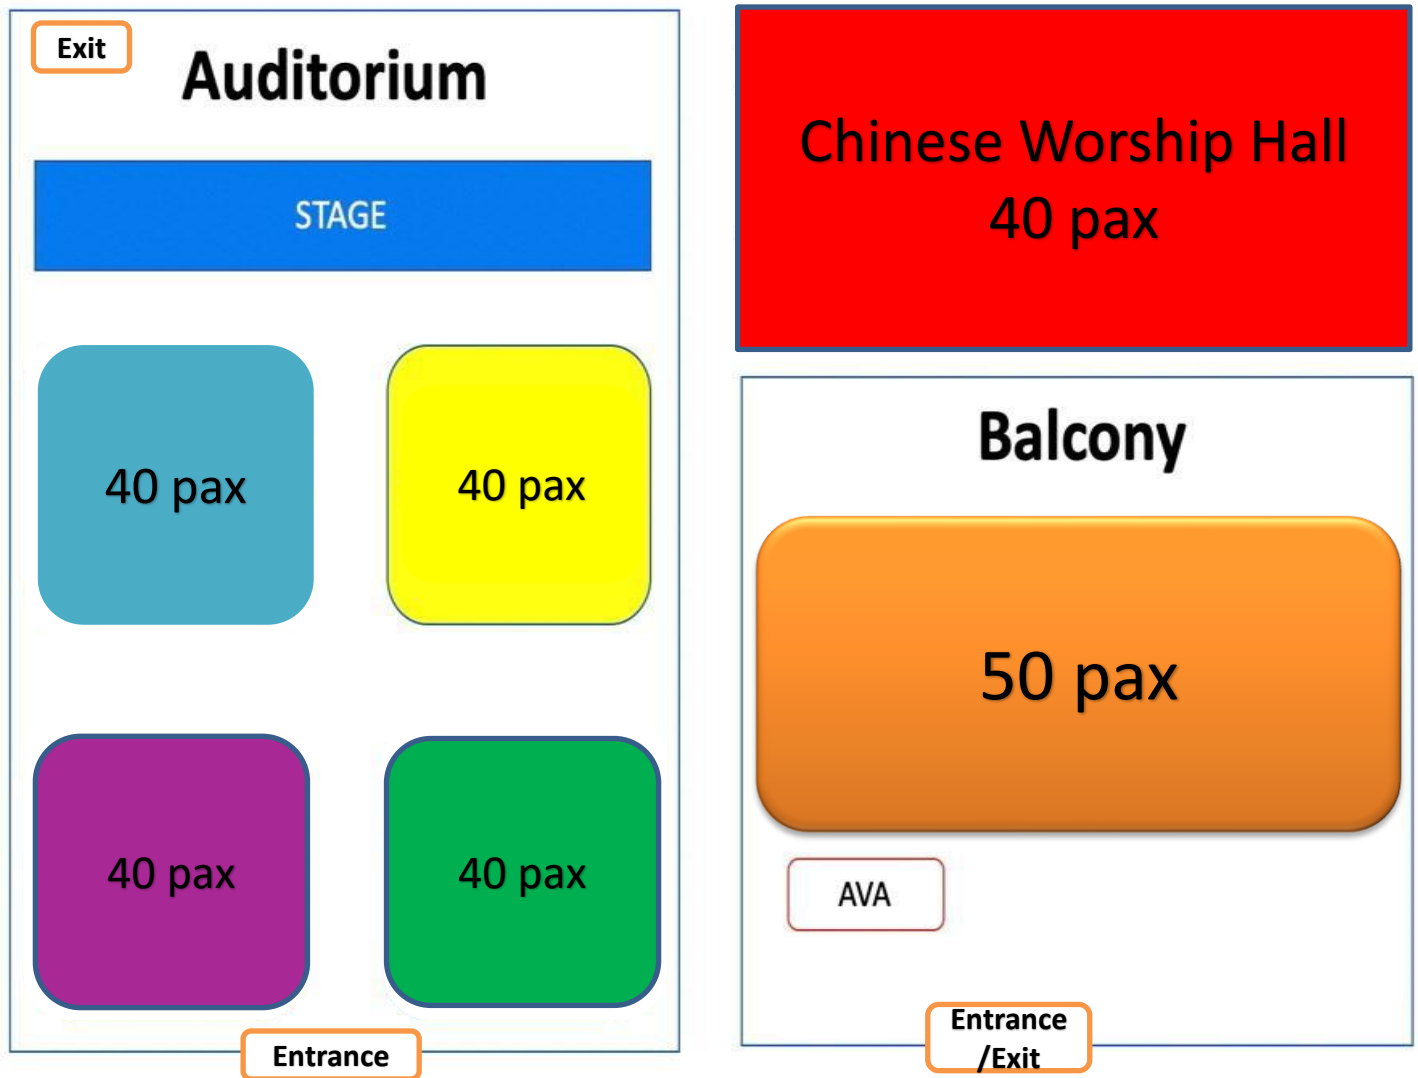 Exit
Auditorium
STAGE
40 pax
40 pax
40 pax
40 pax
Entrance
Chinese Worship Hall
40 pax
Balcony
50 pax
AVA
Entrance
/Exit